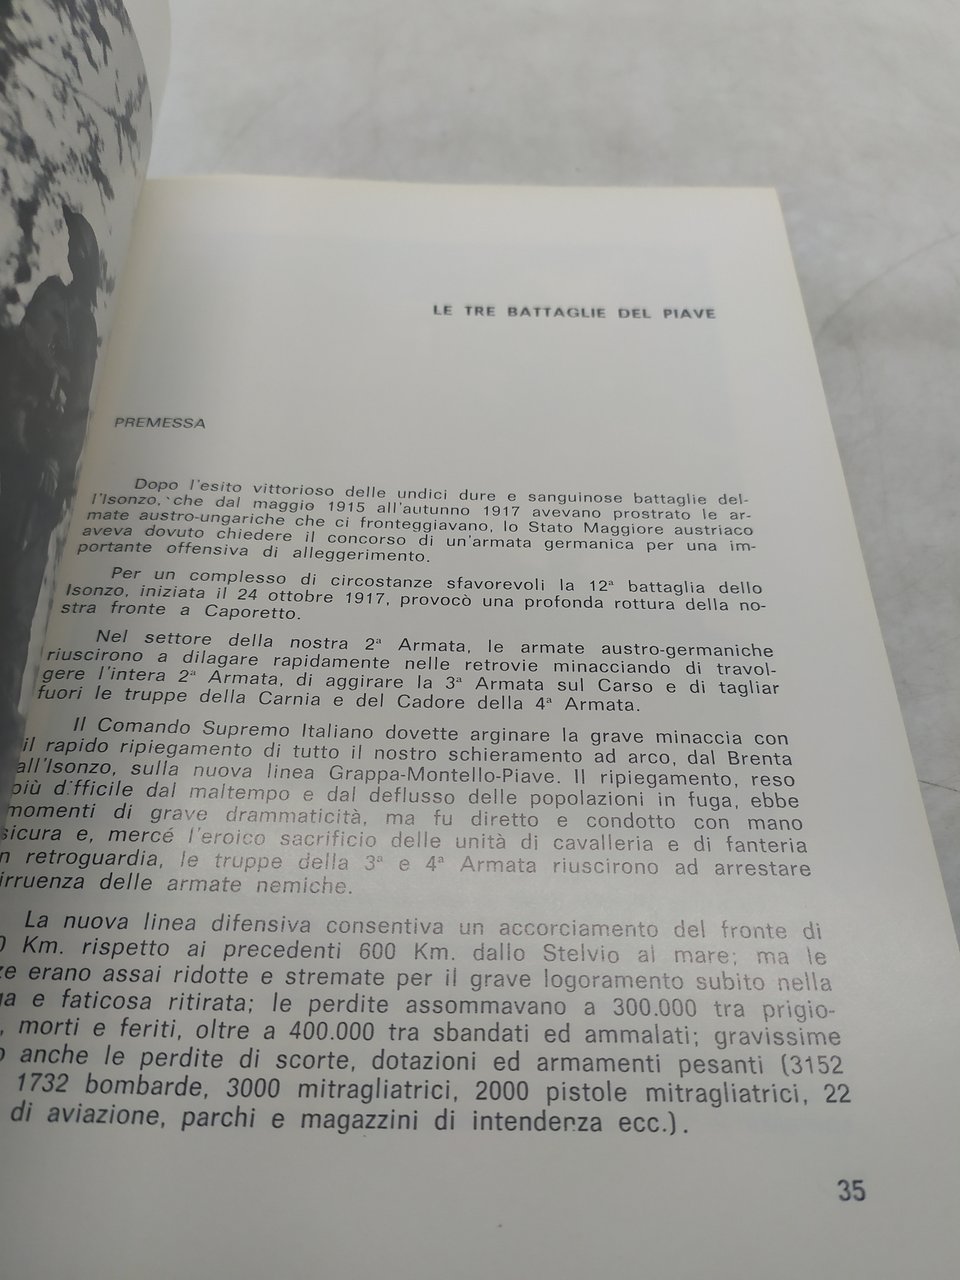 LE TRE BATTAGLIE DEL PIAVE
PREMESSA
Dopo l'esito vittorioso delle undici dure e sanguinose battaglie del-
l'Isonzo, che dal maggio 1915 all'autunno 1917 avevano prostrato le ar-
mate austro-ungariche che ci fronteggiavano, lo Stato Maggiore austriaco
aveva dovuto chiedere il concorso di un'armata germanica per una im-
portante offensiva di alleggerimento.
Per un complesso di circostanze sfavorevoli la 12ª battaglia dello
Isonzo, iniziata il 24 ottobre 1917, provocò una profonda rottura della no-
stra fronte a Caporetto.
Nel settore della nostra 2ª Armata, le armate austro-germaniche
riuscirono a dilagare rapidamente nelle retrovie minacciando di travol-
gere l'intera 2ª Armata, di aggirare la 3ª Armata sul Carso e di tagliar
fuori le truppe della Carnia e del Cadore della 4ª Armata.
Il Comando Supremo Italiano dovette arginare la grave minaccia con
il rapido ripiegamento di tutto il nostro schieramento ad arco, dal Brenta
all'Isonzo, sulla nuova linea Grappa-Montello-Piave. Il ripiegamento, reso
più difficile dal maltempo e dal deflusso delle popolazioni in fuga, ebbe
momenti di grave drammaticità, ma fu diretto e condotto con mano
sicura e, mercé l'eroico sacrificio delle unità di cavalleria e di fanteria
n retroguardia, le truppe della 3ª e 4ª Armata riuscirono ad arrestare
irruenza delle armate nemiche.
La nuova linea difensiva consentiva un accorciamento del fronte di
0 Km. rispetto ai precedenti 600 Km. dallo Stelvio al mare; ma le
ze erano assai ridotte e stremate per il grave logoramento subito nella
ga e faticosa ritirata; le perdite assommavano a 300.000 tra prigio-
, morti e feriti, oltre a 400.000 tra sbandati ed ammalati; gravissime
o anche le perdite di scorte, dotazioni ed armamenti pesanti (3152
1732 bombarde, 3000 mitragliatrici, 2000 pistole mitragliatrici, 22
di aviazione, parchi e magazzini di intendenza ecc.).
35